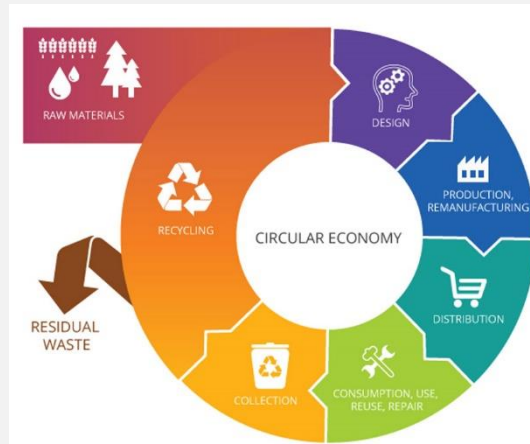 RAW MATERIALS
DESIGN
PRODUCTION,
REMANUFACTURING
RECYCLING
CIRCULAR ECONOMY
DISTRIBUTION
RESIDUAL
WASTE
CONSUMPTION, USE,
REUSE, REPAIR
COLLECTION